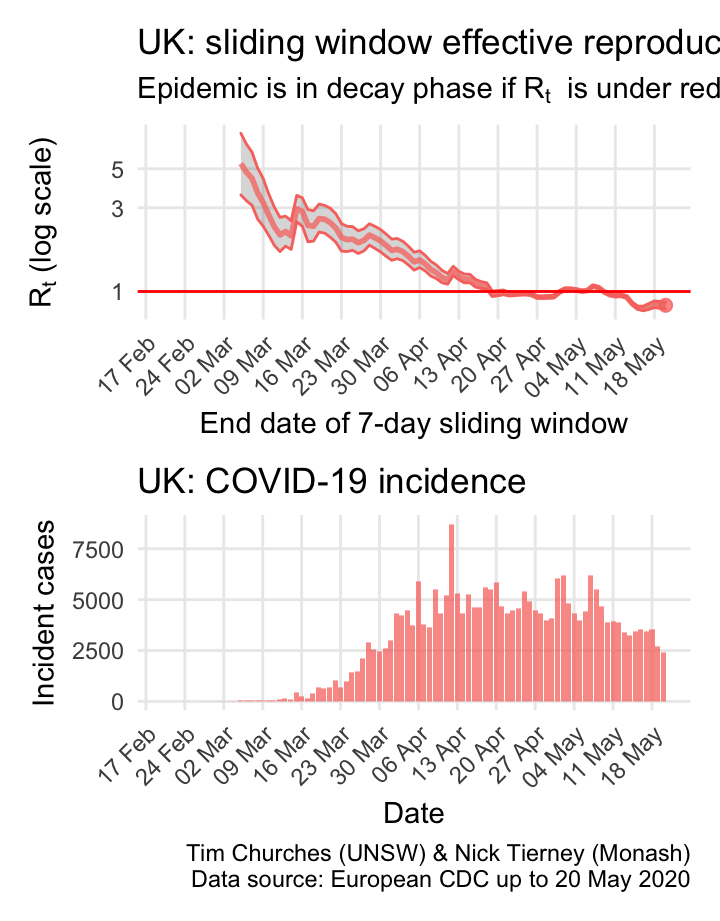 UK: sliding window effective reproduc
Epidemic is in decay phase if Rt is under red
Rt (log scale)
5
3
1
17 Feb
24 Feb
02 Mar
09 Mar
16 Mar
23 Mar
30 Mar
06 Apr
13 Apr
20 Apr
27 Apr
04 May
11 May
18 May
End date of 7-day sliding window
UK: COVID-19 incidence
Incident cases
7500
5000
2500
0
17 Feb
24 Feb
02 Mar
09 Mar
16 Mar
23 Mar
30 Mar
06 Apr
13 Apr
20 Apr
27 Apr
04 May
11 May
18 May
Date
Tim Churches (UNSW) & Nick Tierney (Monash)
Data source: European CDC up to 20 May 2020